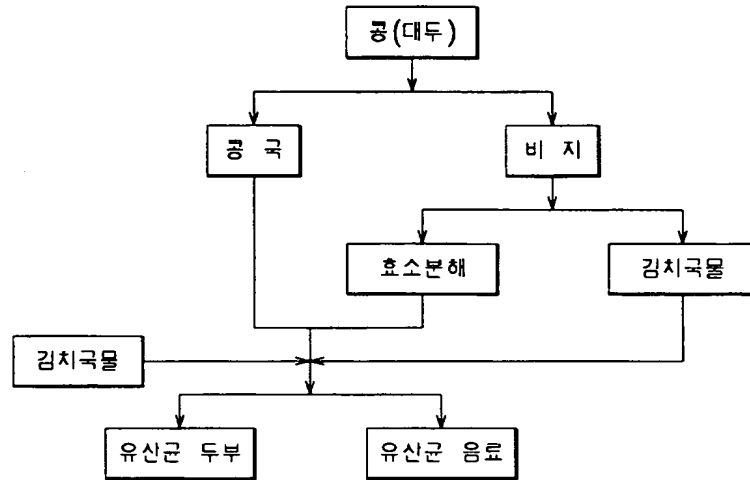 콩(대두)
콩 국
비 지
효소분해
김치국물
김치국물
유산균 두부
유산균 음료